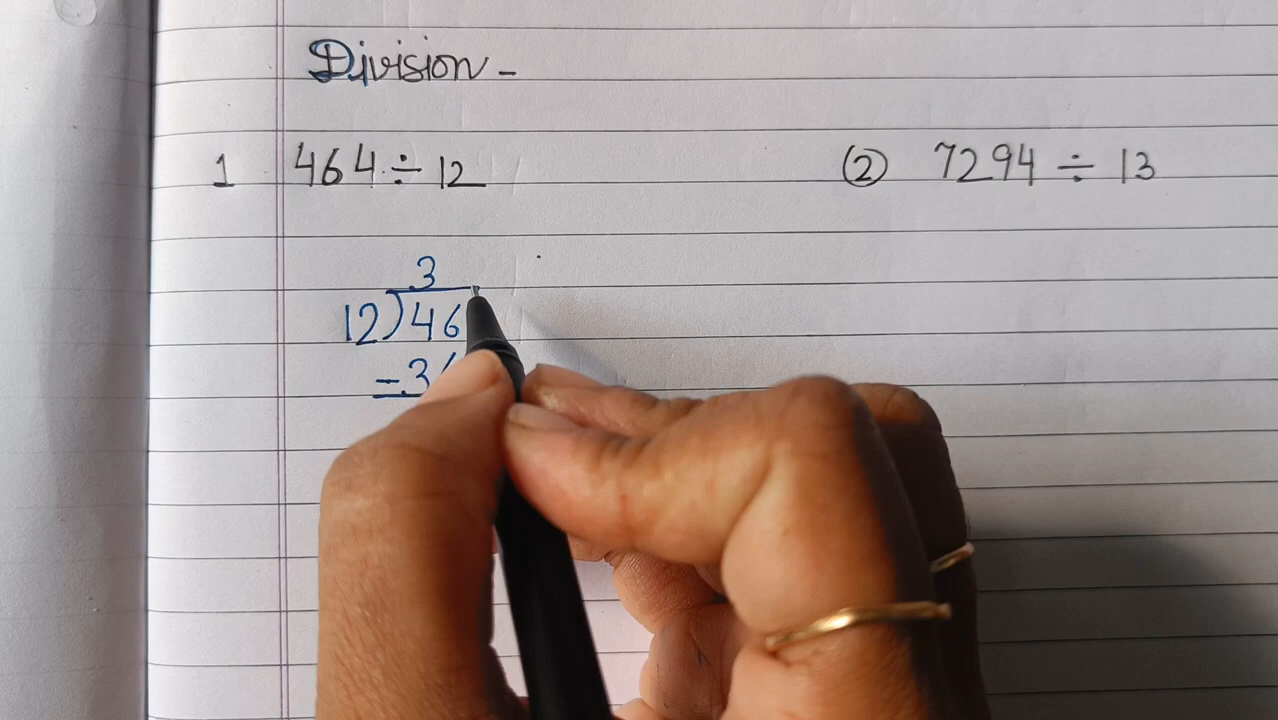 Division -
1 464 ÷ 12
② 7294 ÷ 13
3
12)46
- 3